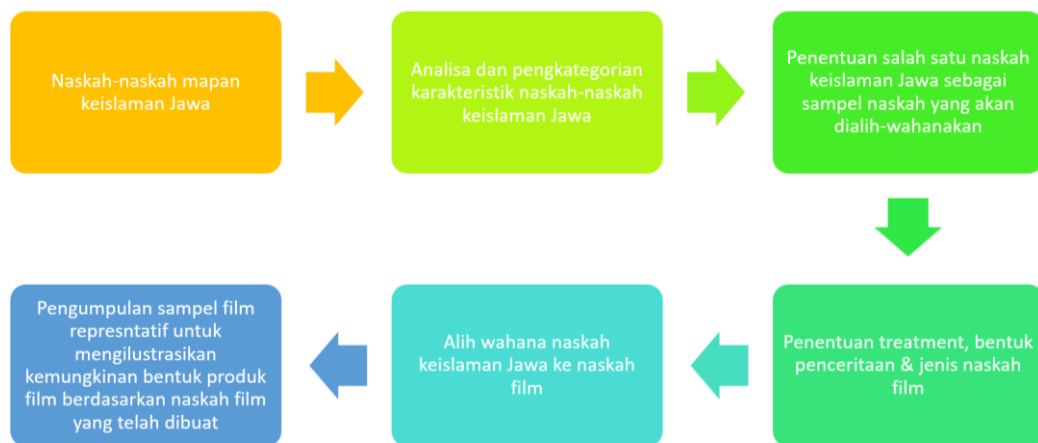 Naskah-naskah mapan
keislaman Jawa
Analisa dan pengkategorian
karakteristik naskah-naskah
keislaman Jawa
Penentuan salah satu naskah
keislaman Jawa sebagai
sampel naskah yang akan
dialih-wahanakan
Penentuan treatment, bentuk
penceritaan & jenis naskah
film
Alih wahana naskah
keislaman Jawa ke naskah
film
Pengumpulan sampel film
represntatif untuk
mengilustrasikan
kemungkinan bentuk produk
film berdasarkan naskah film
yang telah dibuat